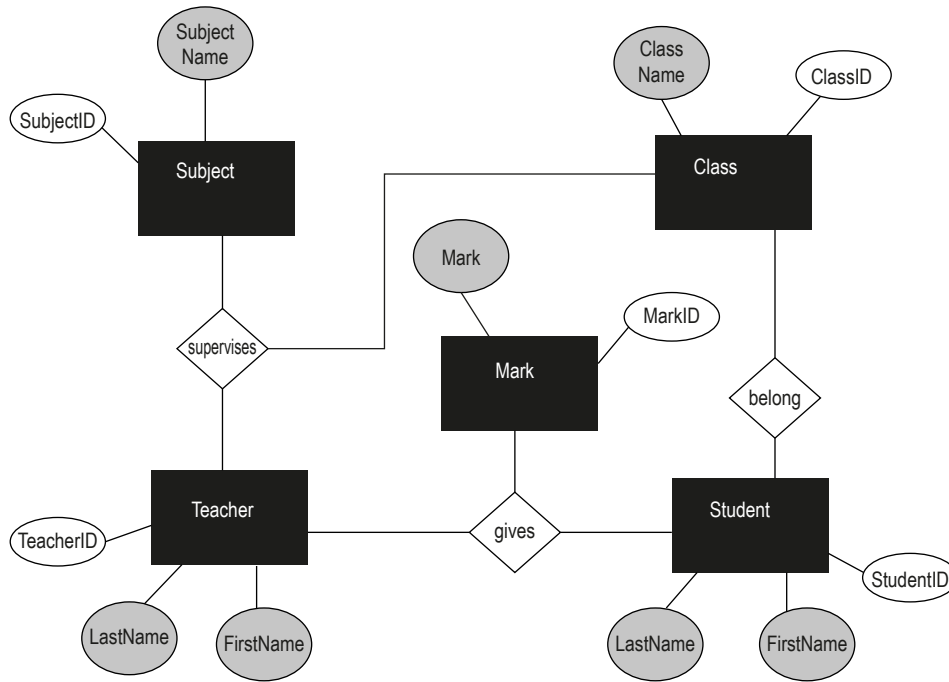 Subject
Name
Class
Name
ClassID
SubjectID
Subject
Class
Mark
MarkID
supervises
Mark
belong
Teacher
Student
gives
TeacherID
StudentID
LastName
FirstName
LastName
FirstName